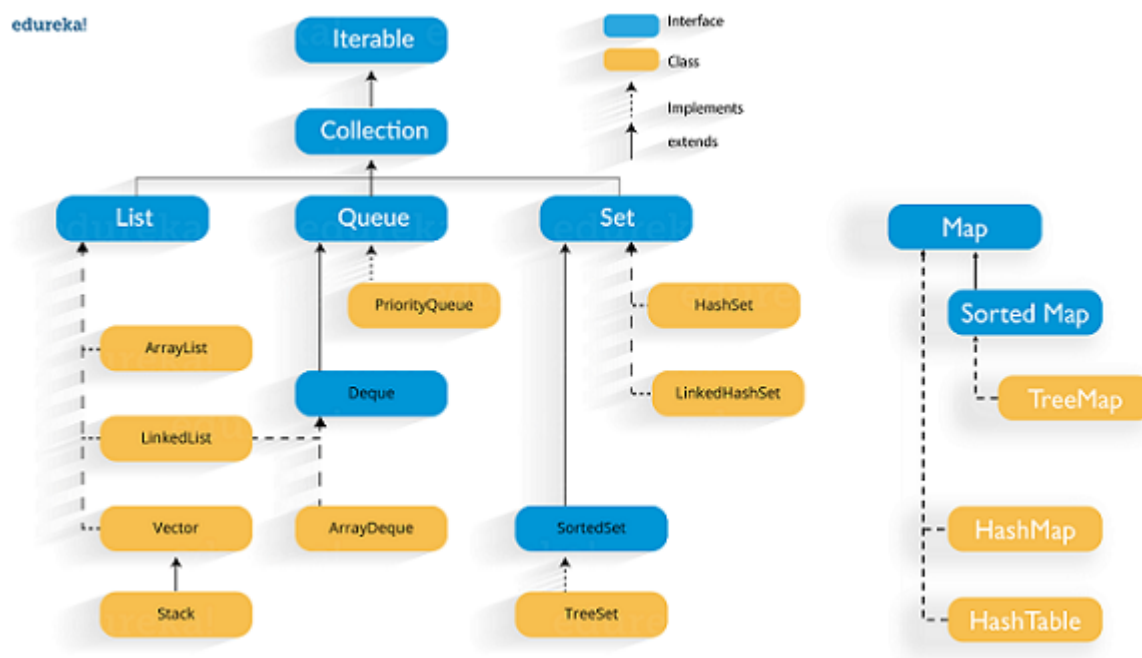 edureka!
Iterable
Interface
Class
Implements
extends
Collection
List
Queue
Set
Map
PriorityQueue
HashSet
Sorted Map
ArrayList
Deque
LinkedHashSet
TreeMap
LinkedList
Vector
ArrayDeque
SortedSet
HashMap
Stack
TreeSet
HashTable